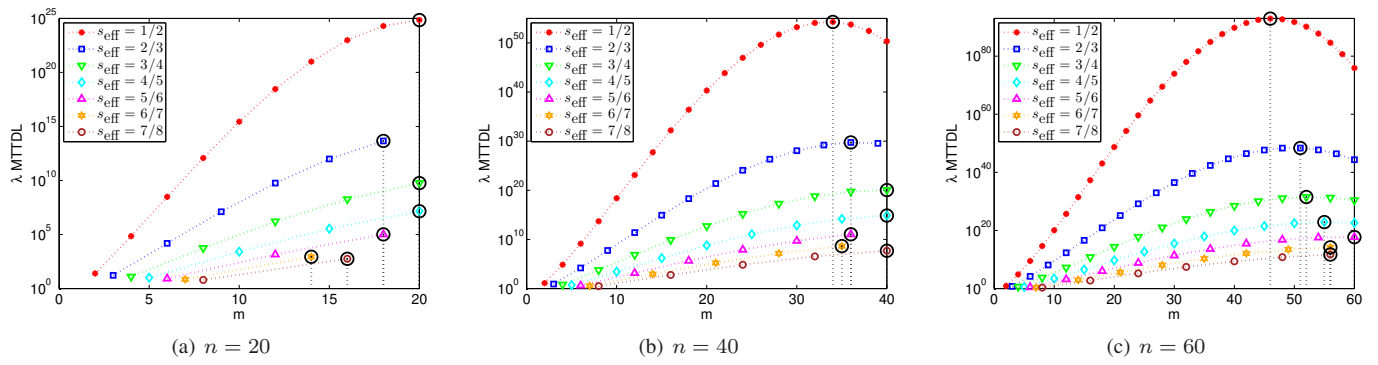 10^25
10^20
10^15
10^10
10^5
10^0
λ MTTDL
s_eff = 1/2
s_eff = 2/3
s_eff = 3/4
s_eff = 4/5
s_eff = 5/6
s_eff = 6/7
s_eff = 7/8
0 5 10 15 20
m
(a) n = 20
10^50
10^40
10^30
10^20
10^10
10^0
λ MTTDL
s_eff = 1/2
s_eff = 2/3
s_eff = 3/4
s_eff = 4/5
s_eff = 5/6
s_eff = 6/7
s_eff = 7/8
0 10 20 30 40
m
(b) n = 40
10^80
10^60
10^40
10^20
10^0
λ MTTDL
s_eff = 1/2
s_eff = 2/3
s_eff = 3/4
s_eff = 4/5
s_eff = 5/6
s_eff = 6/7
s_eff = 7/8
0 10 20 30 40 50 60
m
(c) n = 60